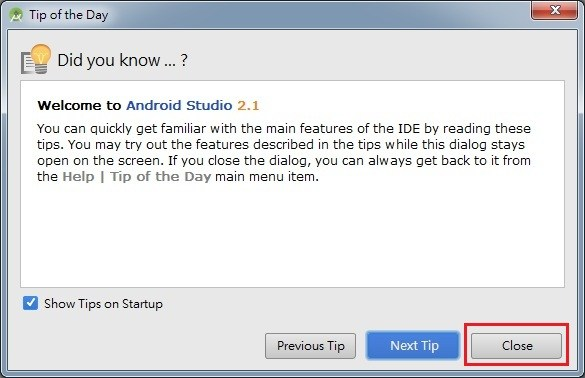 Tip of the Day
Did you know ... ?
Welcome to Android Studio 2.1
You can quickly get familiar with the main features of the IDE by reading these
tips. You may try out the features described in the tips while this dialog stays
open on the screen. If you close the dialog, you can always get back to it from
the Help | Tip of the Day main menu item.
Show Tips on Startup
Previous Tip
Next Tip
Close